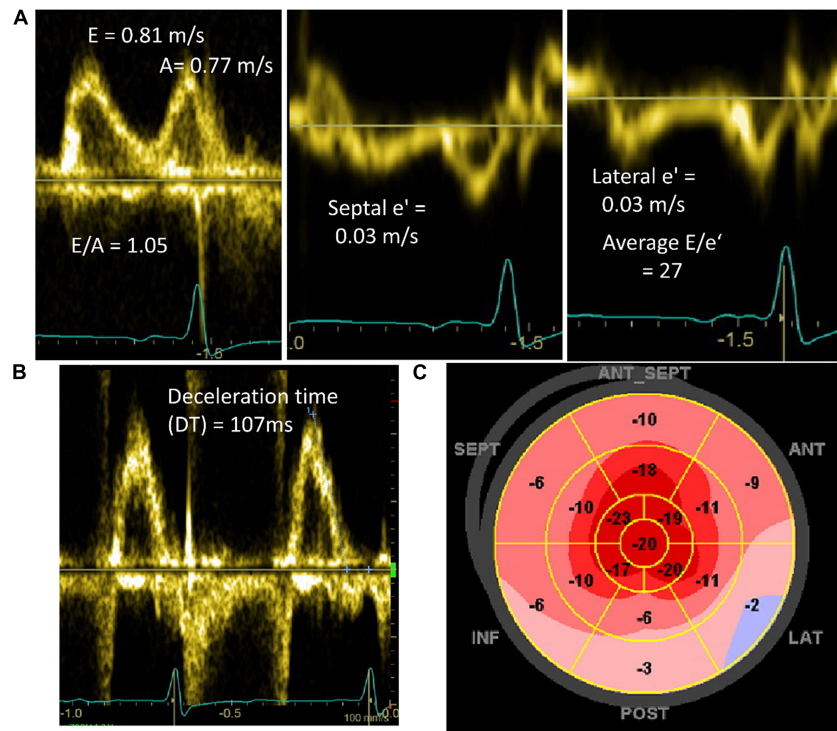 A
E = 0.81 m/s
A= 0.77 m/s
E/A = 1.05
-1.5
Septal e' =
0.03 m/s
.0
-1.5
Lateral e' =
0.03 m/s
Average E/e‘
= 27
-1.5
B
Deceleration time
(DT) = 107ms
1
-1.0
-0.5
100 mm/s
0.0
C
ANT_SEPT
SEPT
ANT
-10
-6
-9
-18
-10
-11
-23
-19
-20
-17
-20
-10
-11
-6
-6
-2
-3
INF
LAT
POST